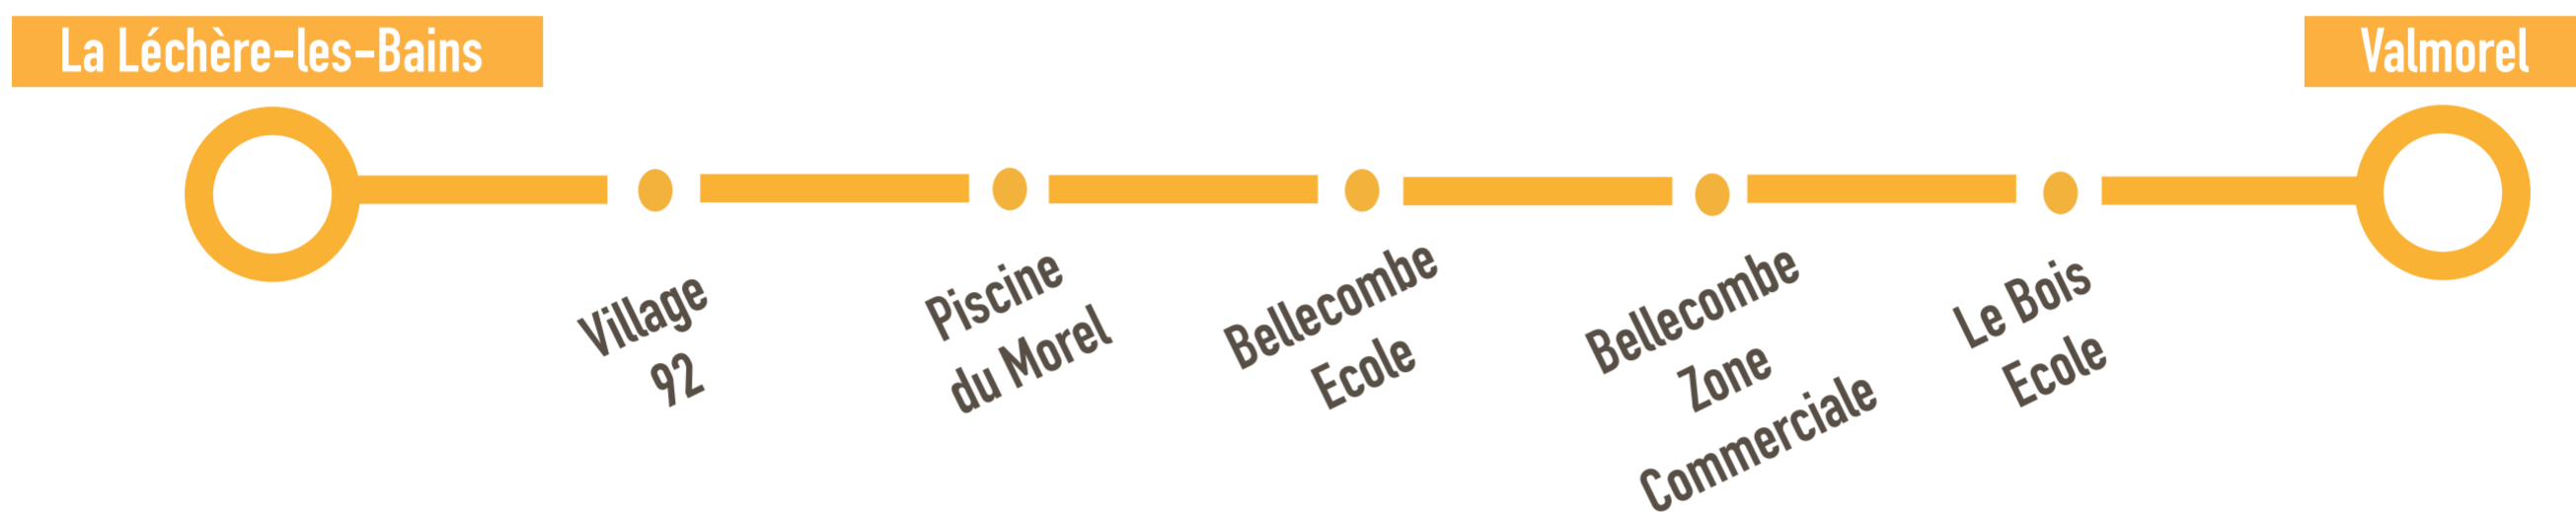 La Léchère-les-Bains
Valmorel
Village
92
Piscine
du Morel
Bellecombe
Ecole
Bellecombe
Zone
Commerciale
Le Bois
Ecole